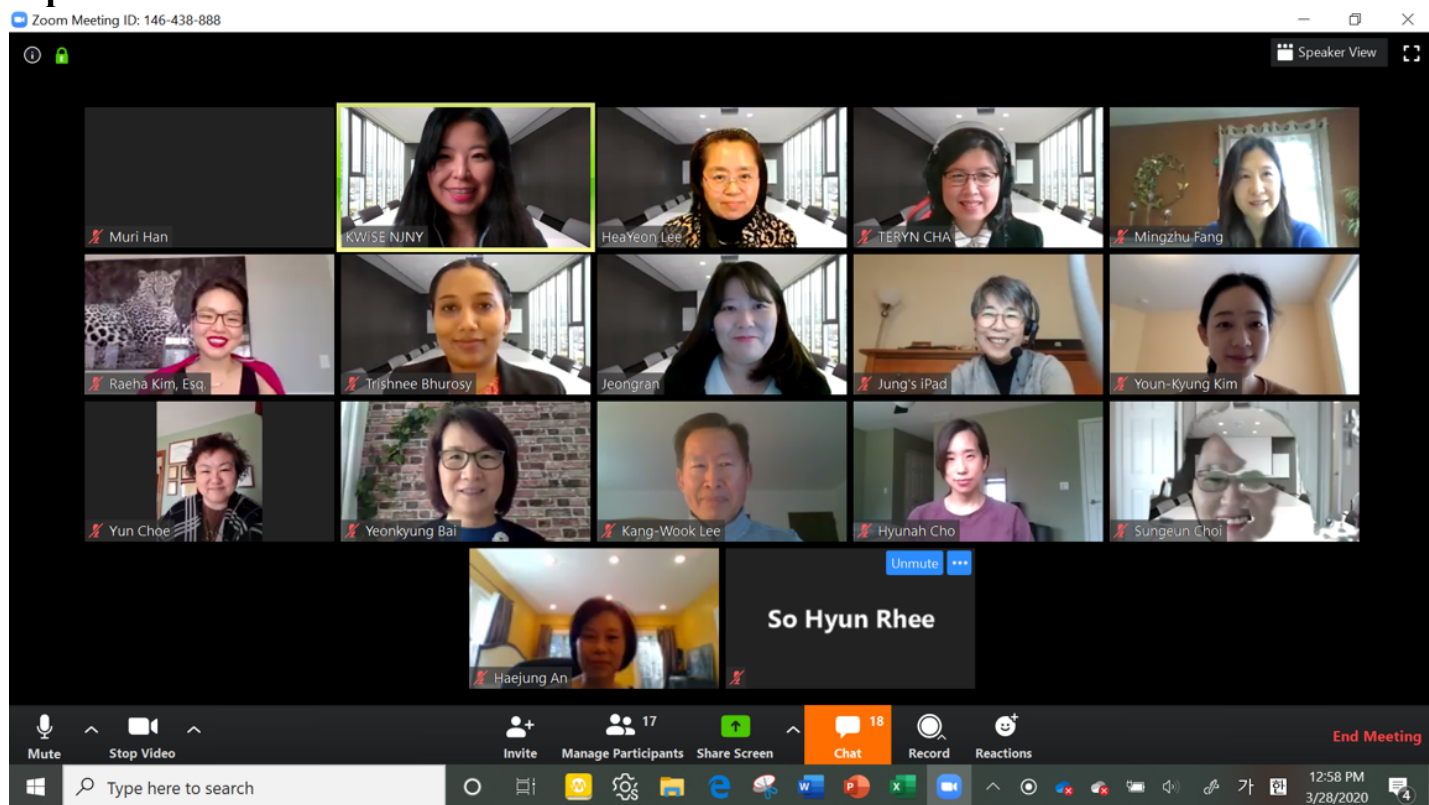 Zoom Meeting ID: 146-438-888
Speaker View
Muri Han
KWiSE NJNY
HeaYeon Lee
TERYN CHA
Mingzhu Fang
Raeha Kim, Esq.
Trishnee Bhurosy
Jeongran
Jung's iPad
Youn-Kyung Kim
Yun Choe
Yeonkyung Bai
Kang-Wook Lee
Hyunah Cho
Sungeun Choi
Unmute
Haejung An
So Hyun Rhee
17
18
Mute
Stop Video
Invite
Manage Participants
Share Screen
Chat
Record
Reactions
End Meeting
Type here to search
가
한
12:58 PM
3/28/2020
4